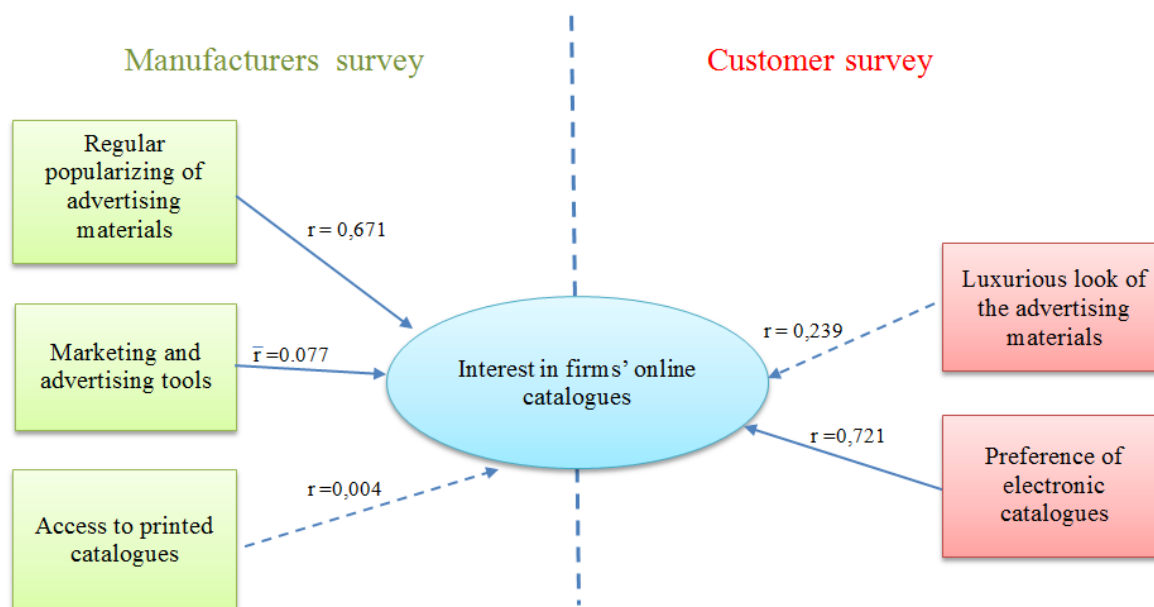 Manufacturers survey
Customer survey
Regular
popularizing of
advertising
materials
r = 0,671
Marketing and
advertising tools
r̅ =0.077
Access to printed
catalogues
r =0,004
Interest in firms’ online
catalogues
Luxurious look of
the advertising
materials
r = 0,239
Preference of
electronic
catalogues
r =0,721